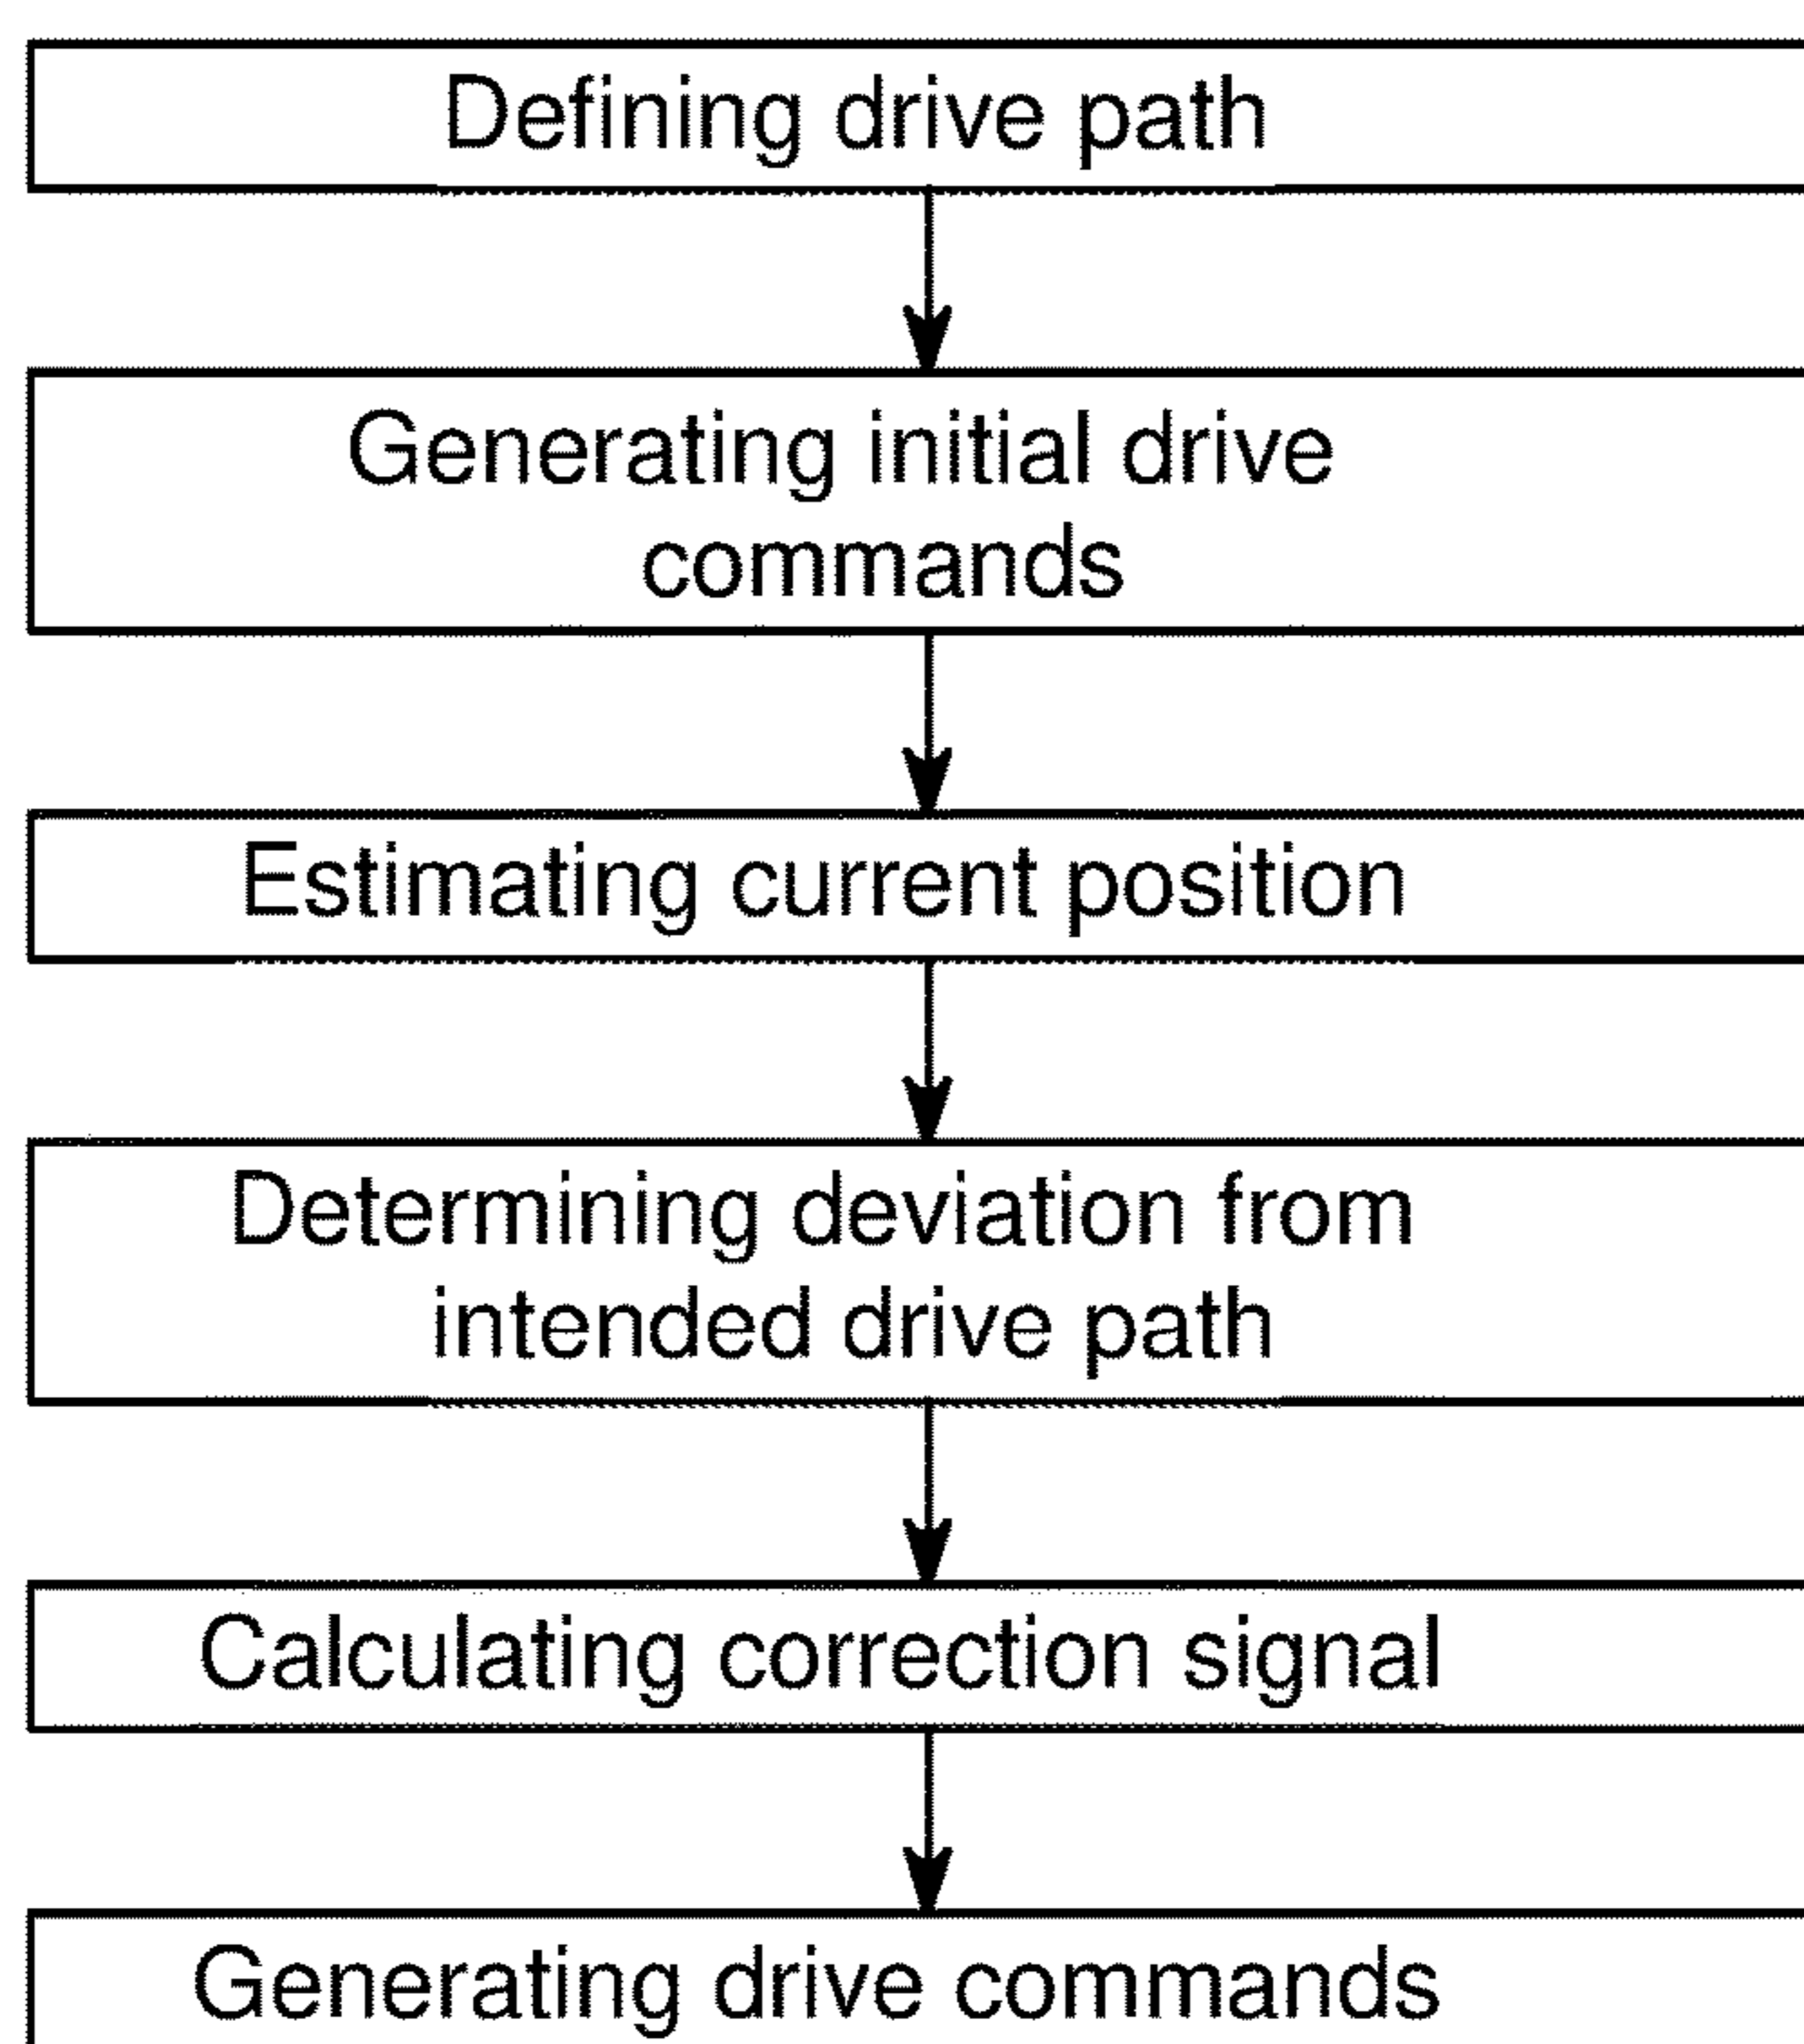 Defining drive path
Generating initial drive
commands
Estimating current position
Determining deviation from
intended drive path
Calculating correction signal
Generating drive commands